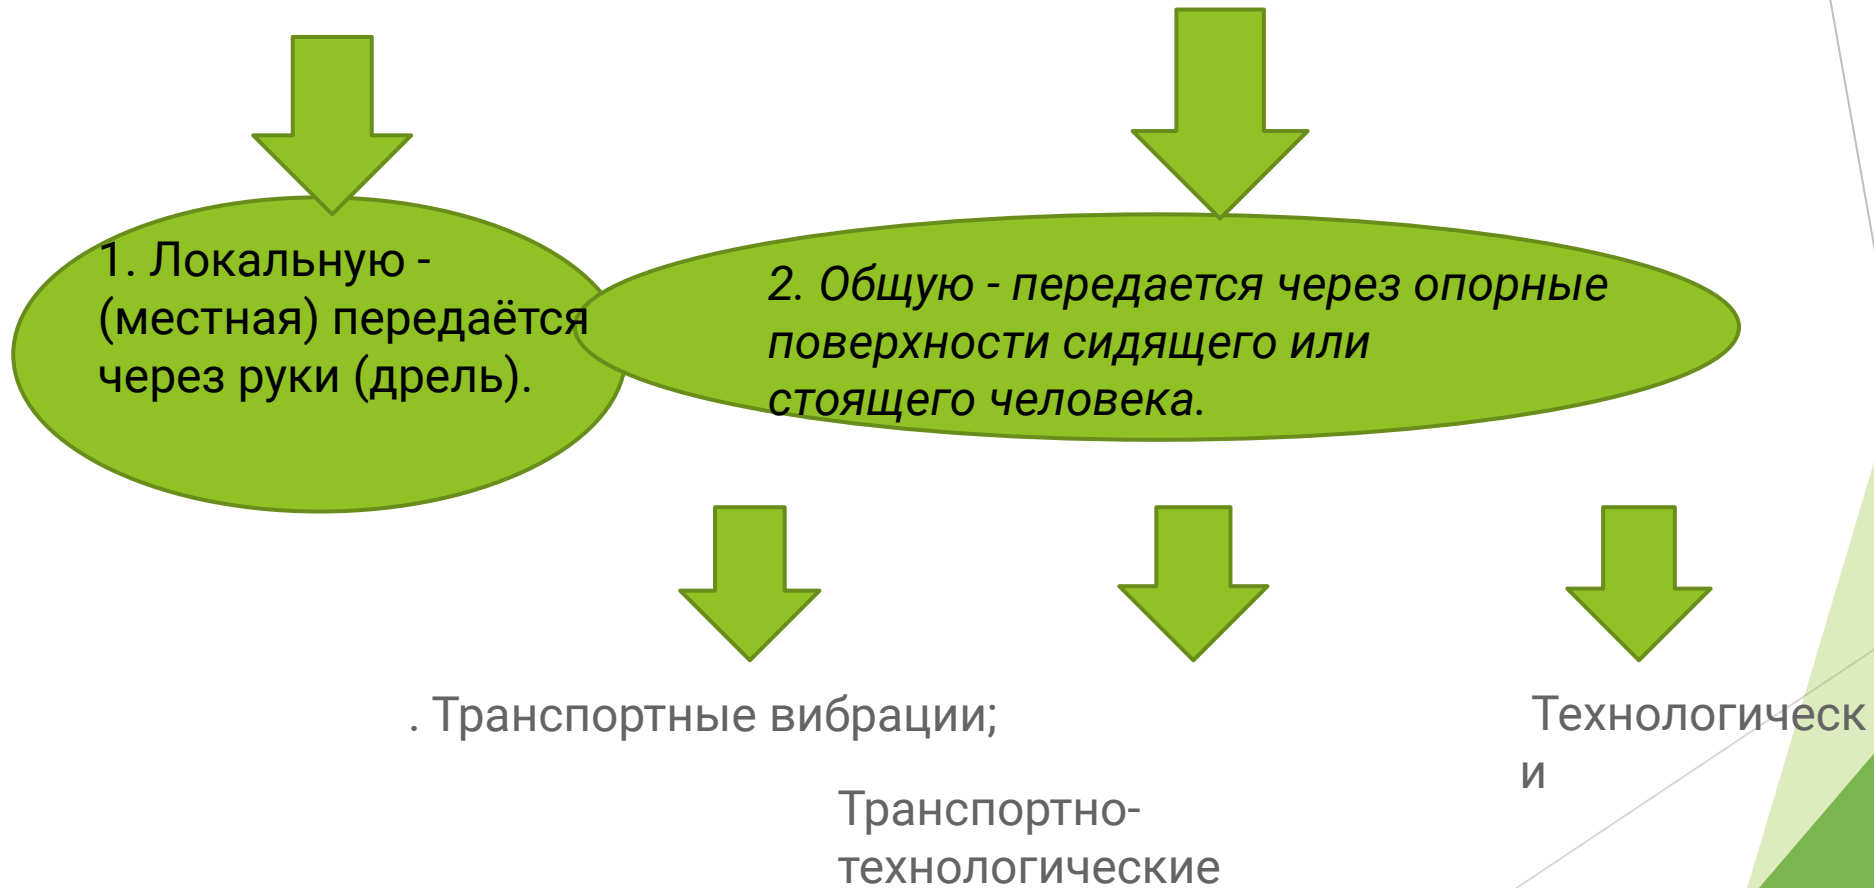 1. Локальную -
(местная) передаётся
через руки (дрель).
2. Общую - передается через опорные
поверхности сидящего или
стоящего человека.
. Транспортные вибрации;
Транспортно-
технологические
Технологическ
и